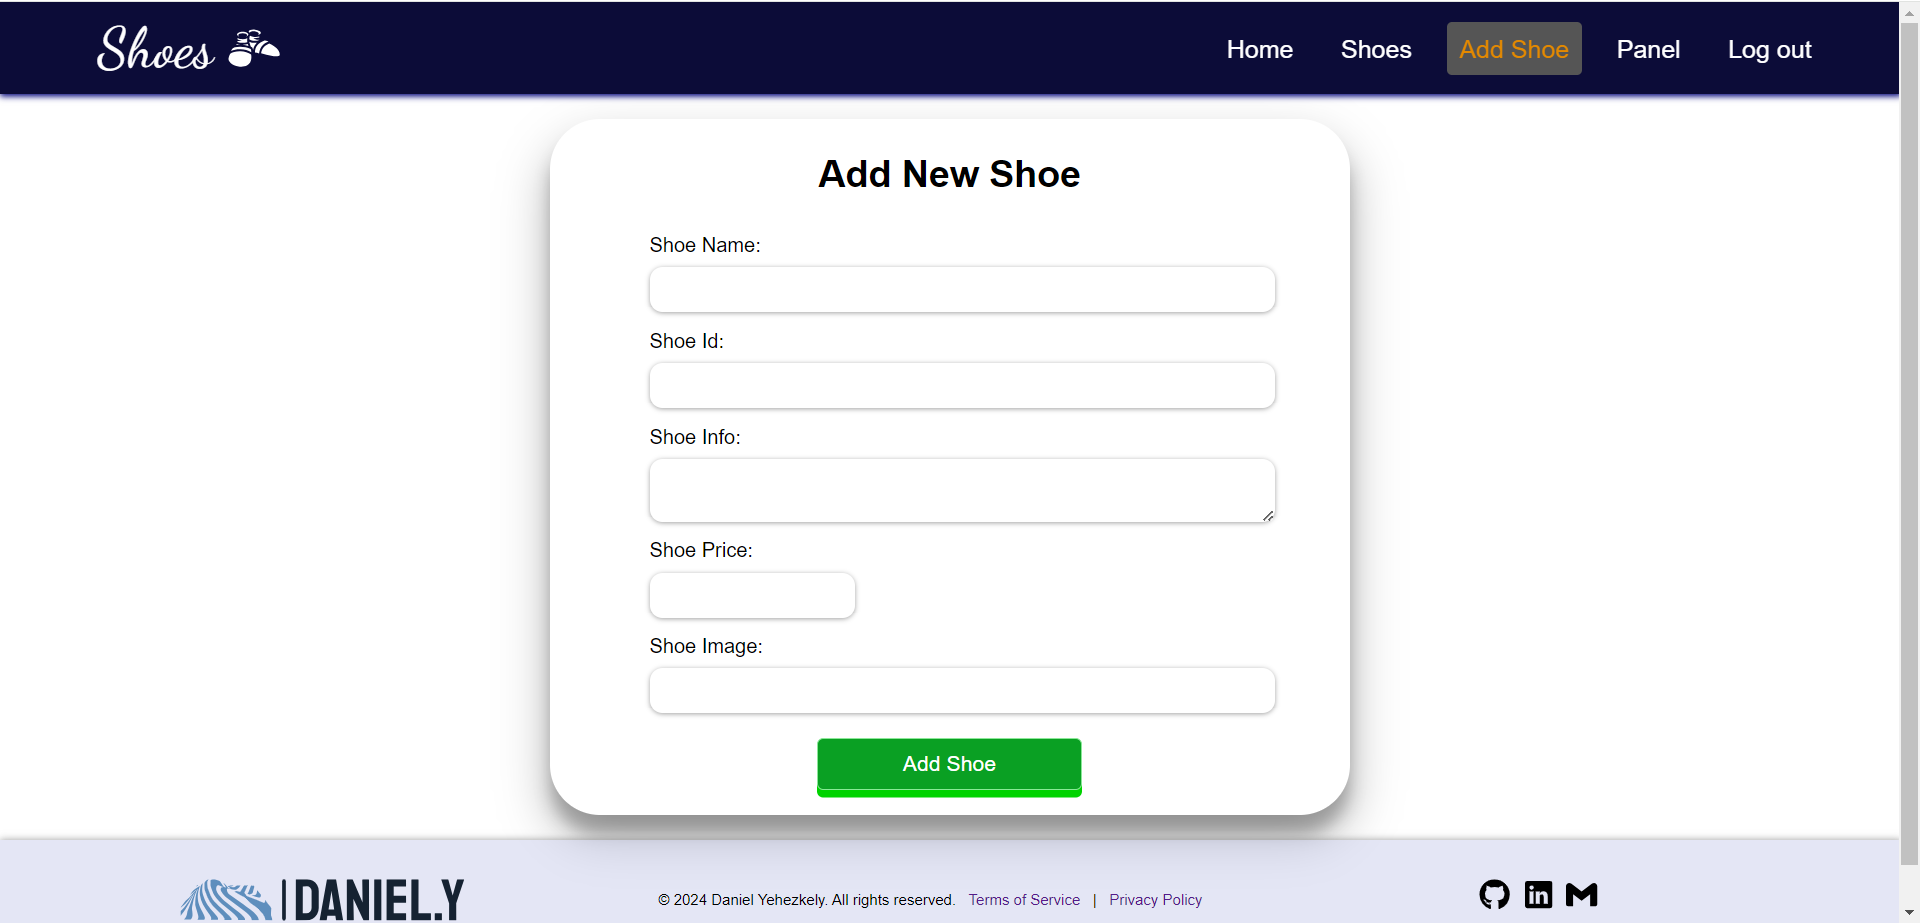 Shoes
Home Shoes Add Shoe Panel Log out
Add New Shoe
Shoe Name:
Shoe Id:
Shoe Info:
Shoe Price:
Shoe Image:
Add Shoe
DANIEL.Y
© 2024 Daniel Yehezkely. All rights reserved. Terms of Service | Privacy Policy